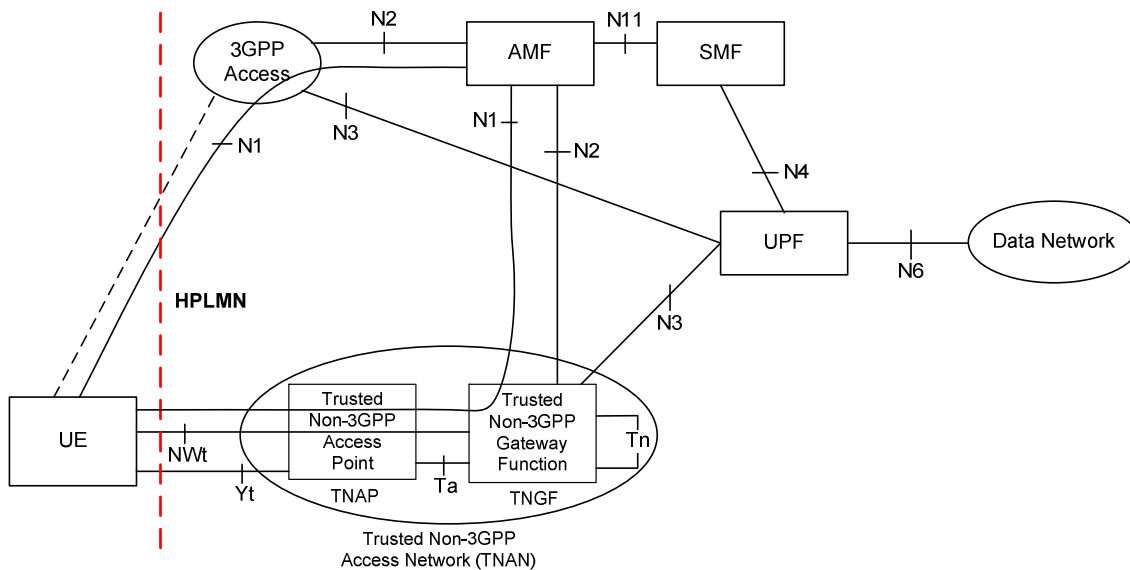 N2
N11
3GPP
Access
AMF
SMF
N1
N3
N1
N2
N4
UPF
Data Network
N6
HPLMN
N3
UE
NWt
Yt
Trusted
Non-3GPP
Access
Point
Ta
Trusted
Non-3GPP
Gateway
Function
Tn
TNAP
TNGF
Trusted Non-3GPP
Access Network (TNAN)